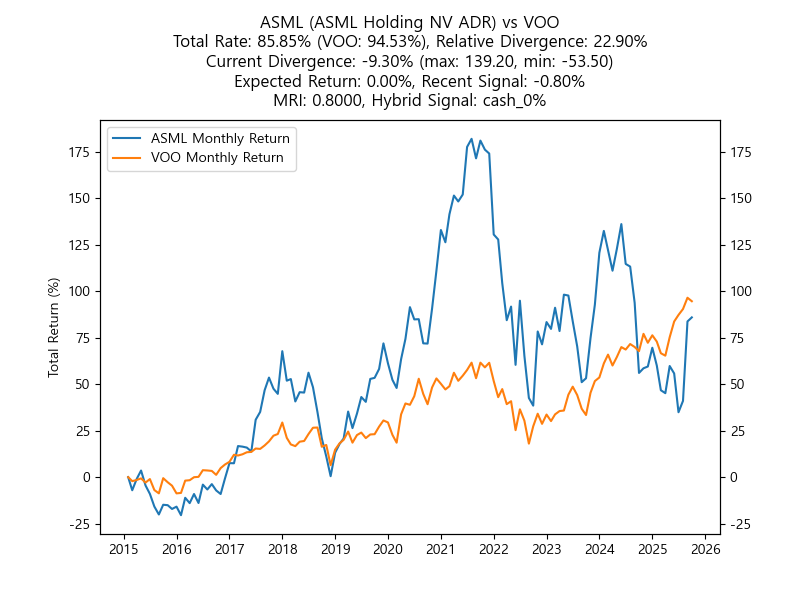 ASML (ASML Holding NV ADR) vs VOO
Total Rate: 85.85% (VOO: 94.53%), Relative Divergence: 22.90%
Current Divergence: -9.30% (max: 139.20, min: -53.50)
Expected Return: 0.00%, Recent Signal: -0.80%
MRI: 0.8000, Hybrid Signal: cash_0%
ASML Monthly Return
VOO Monthly Return
Total Return (%)
175
150
125
100
75
50
25
0
-25
175
150
125
100
75
50
25
0
-25
2015 2016 2017 2018 2019 2020 2021 2022 2023 2024 2025 2026